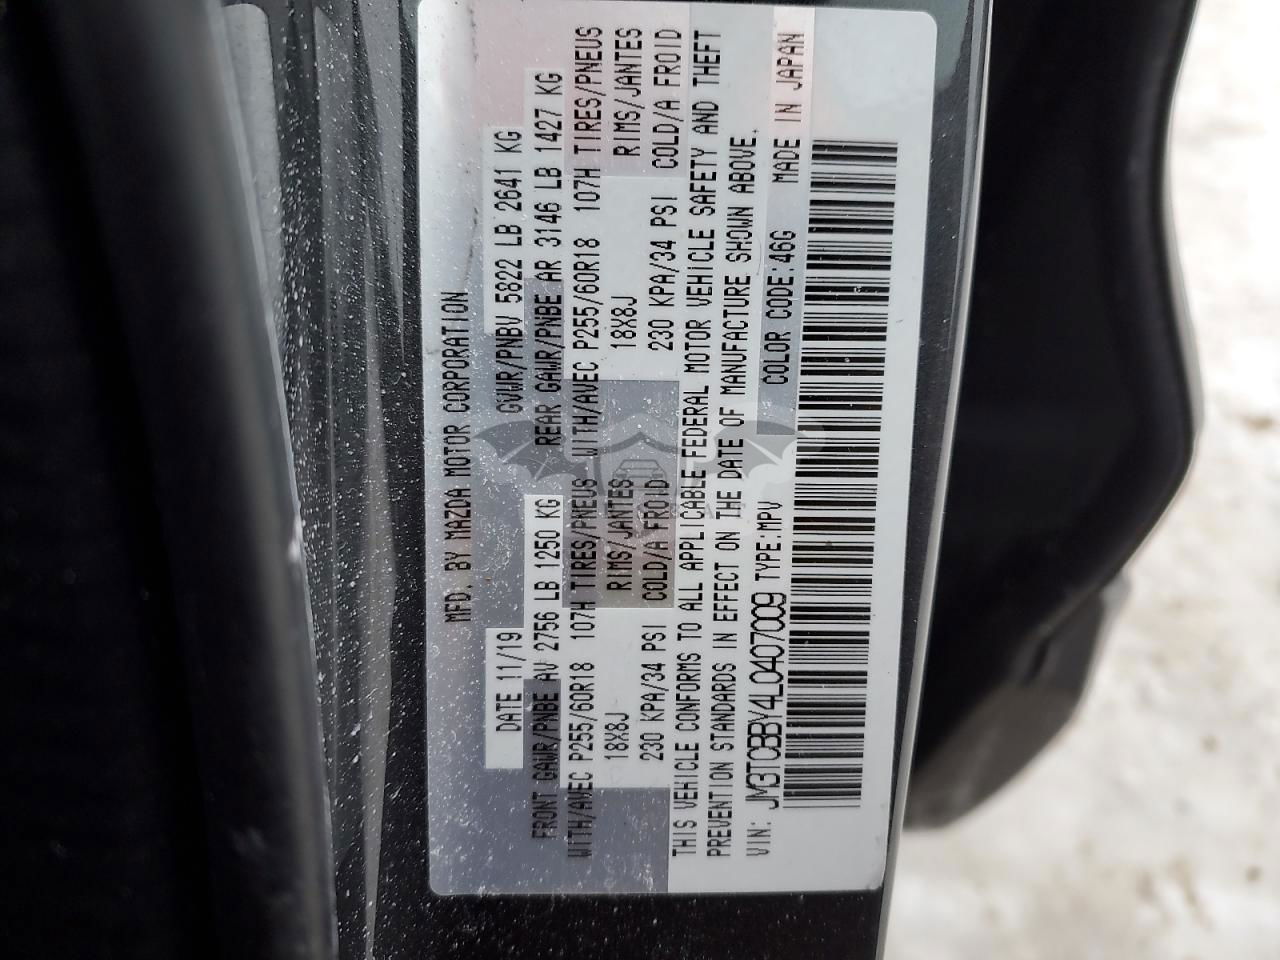 MFD. BY MAZDA MOTOR CORPORATION
DATE 11/19 GVWR/PNBV 5822 LB 2641 KG
FRONT GAWR/PNBE AV 2756 LB 1250 KG REAR GAWR/PNBE AR 3146 LB 1427 KG
WITH/AVEC P255/60R18 107H TIRES/PNEUS WITH/AVEC P255/60R18 107H TIRES/PNEUS
18X8J RIMS/JANTES 18X8J RIMS/JANTES
230 KPA/34 PSI COLD/A FROID 230 KPA/34 PSI COLD/A FROID
THIS VEHICLE CONFORMS TO ALL APPLICABLE FEDERAL MOTOR VEHICLE SAFETY AND THEFT
PREVENTION STANDARDS IN EFFECT ON THE DATE OF MANUFACTURE SHOWN ABOVE.
VIN: JM3TCBBY4L0407009 TYPE:MPV COLOR CODE:46G MADE IN JAPAN